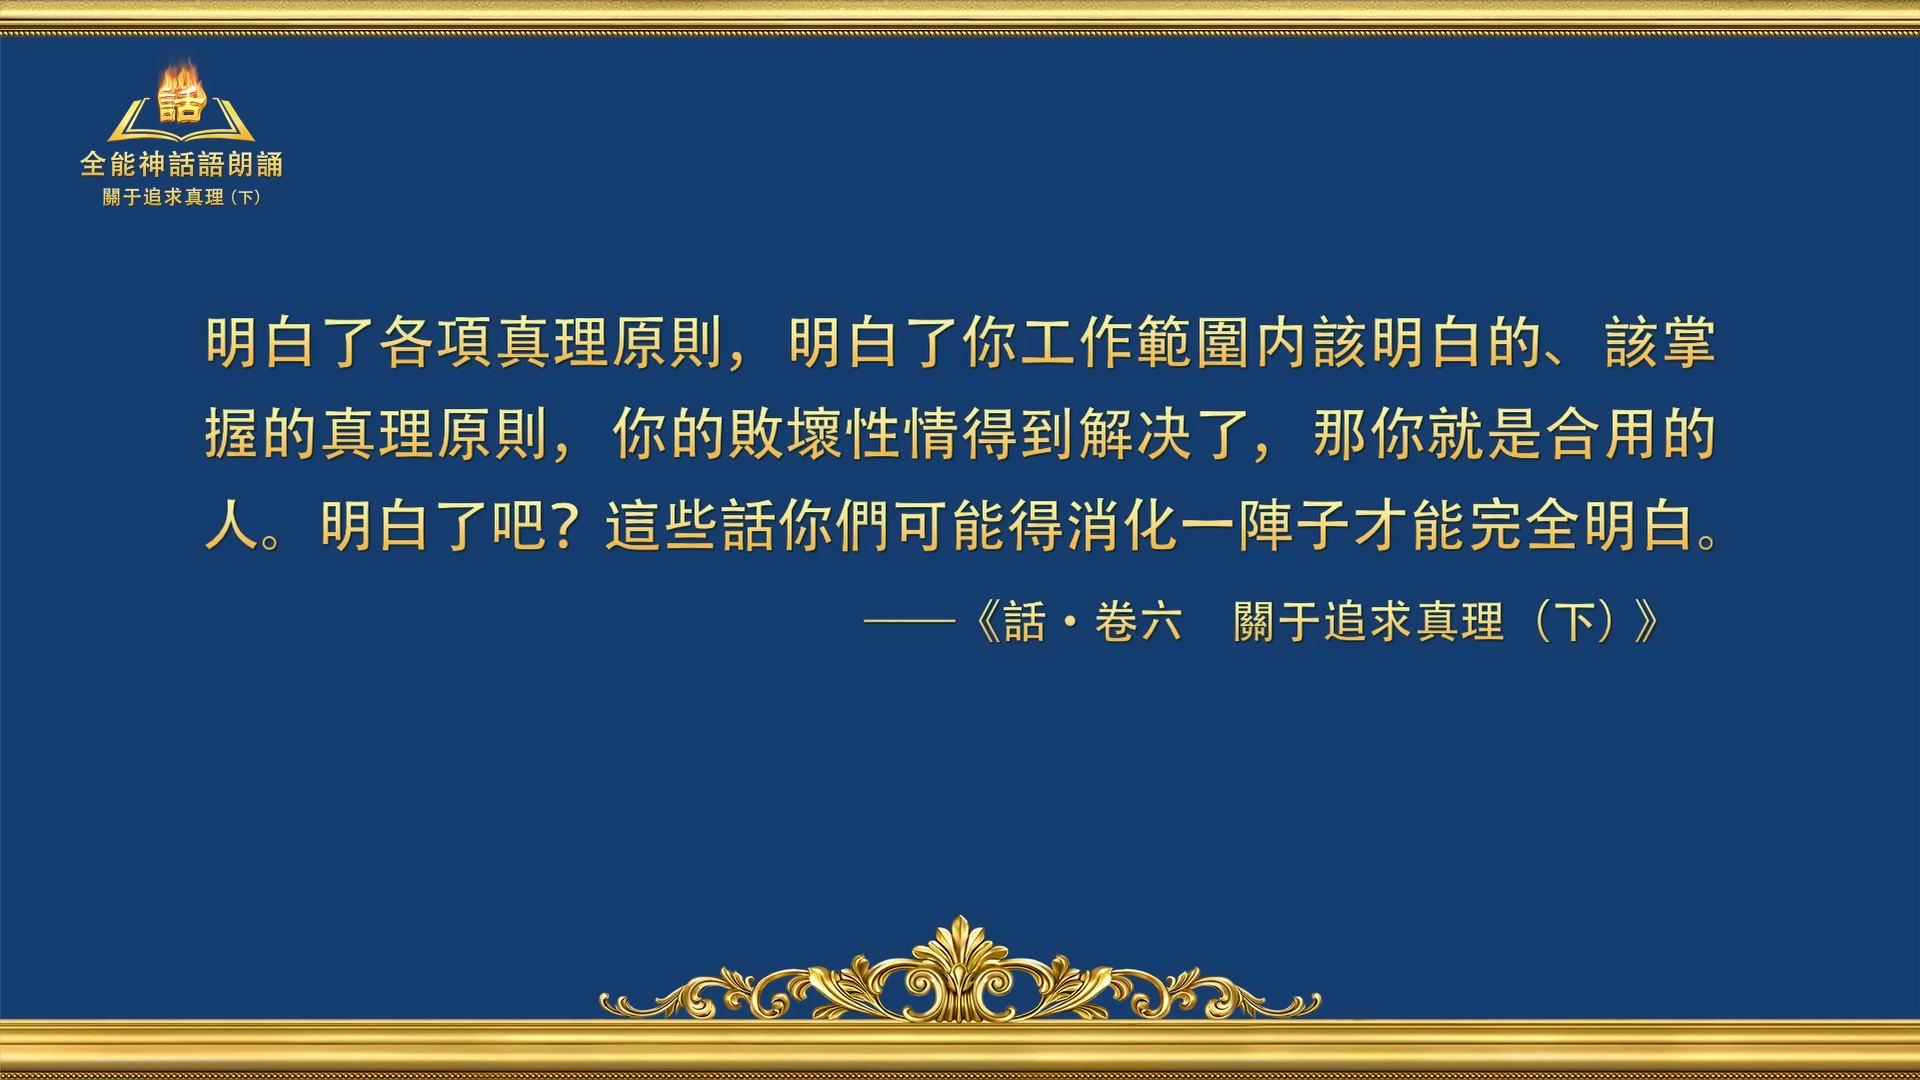 話
全能神話語朗誦
關于追求真理（下）
明白了各項真理原則，明白了你工作範圍内該明白的、該掌
握的真理原則，你的敗壞性情得到解决了，那你就是合用的
人。明白了吧？這些話你們可能得消化一陣子才能完全明白。
——《話・卷六　關于追求真理（下）》